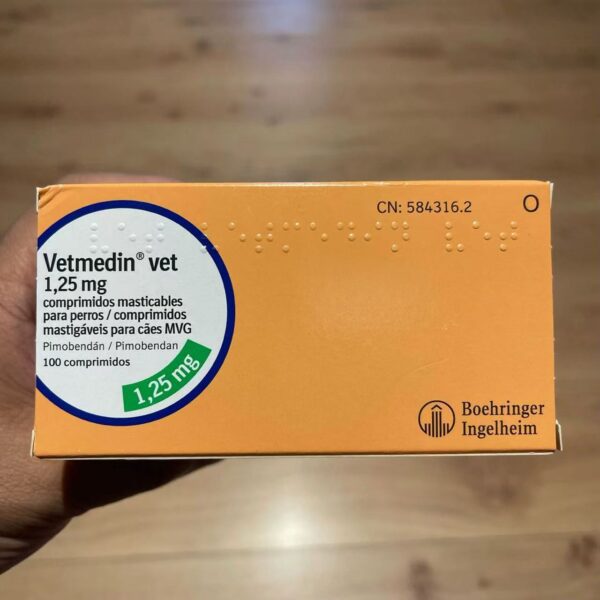 CN: 584316.2
O
Vetmedin® vet
1,25 mg
comprimidos masticables
para perros / comprimidos
mastigáveis para cães MVG
Pimobendán / Pimobendan
100 comprimidos
1,25 mg
Boehringer
Ingelheim